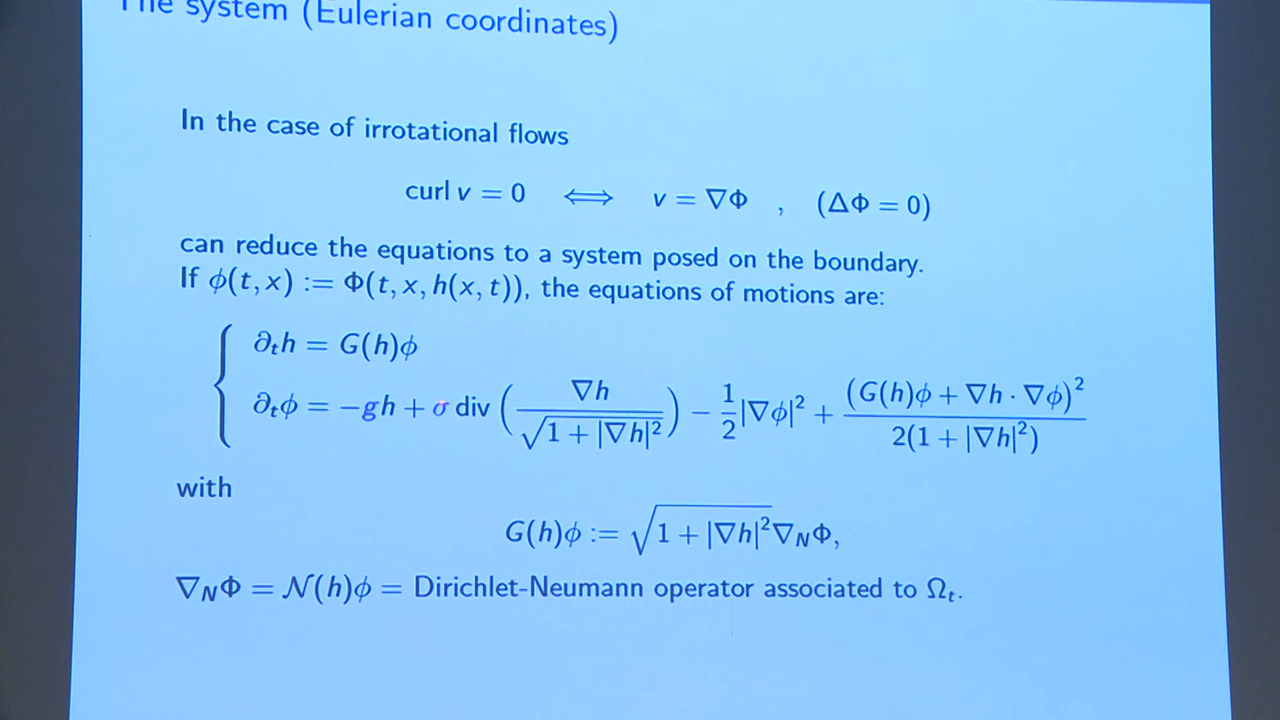 The system (Eulerian coordinates)
In the case of irrotational flows
curl v = 0 ⟺ v = ∇Φ , (ΔΦ = 0)
can reduce the equations to a system posed on the boundary.
If ϕ(t, x) := Φ(t, x, h(x, t)), the equations of motions are:
∂ₜh = G(h)ϕ
∂ₜϕ = −gh + σ div (∇h / √(1 + |∇h|²)) − ½|∇ϕ|² + (G(h)ϕ + ∇h · ∇ϕ)² / 2(1 + |∇h|²)
with
G(h)ϕ := √(1 + |∇h|²)∇_NΦ,
∇_NΦ = 𝒩(h)ϕ = Dirichlet-Neumann operator associated to Ωₜ.